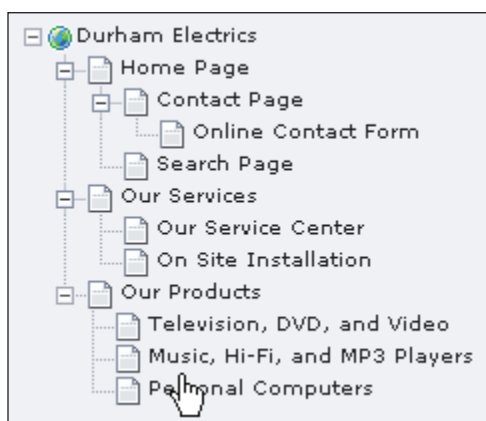 Durham Electrics
Home Page
Contact Page
Online Contact Form
Search Page
Our Services
Our Service Center
On Site Installation
Our Products
Television, DVD, and Video
Music, Hi-Fi, and MP3 Players
Personal Computers